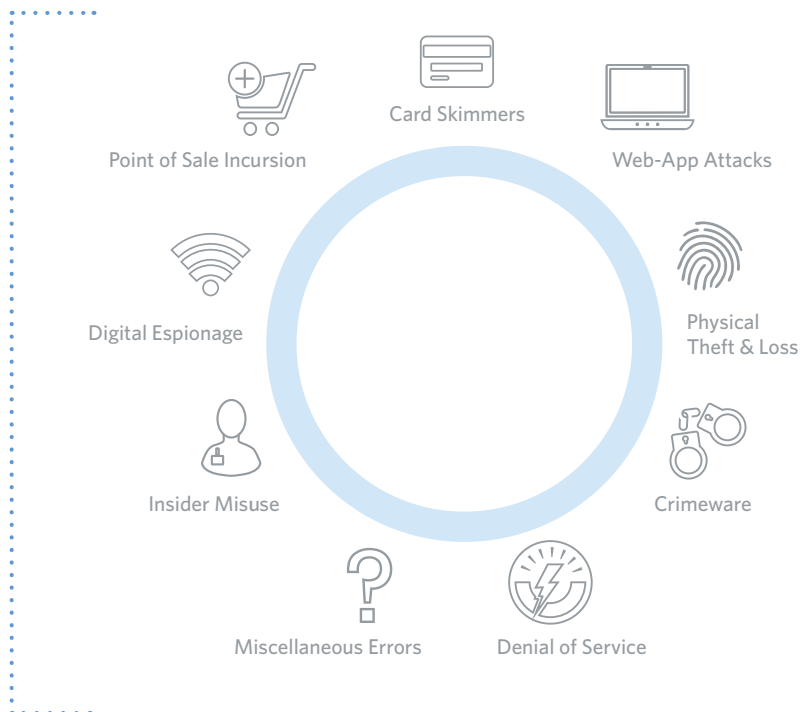 Card Skimmers
Point of Sale Incursion
Web-App Attacks
Digital Espionage
Physical
Theft & Loss
Insider Misuse
Crimeware
Miscellaneous Errors
Denial of Service